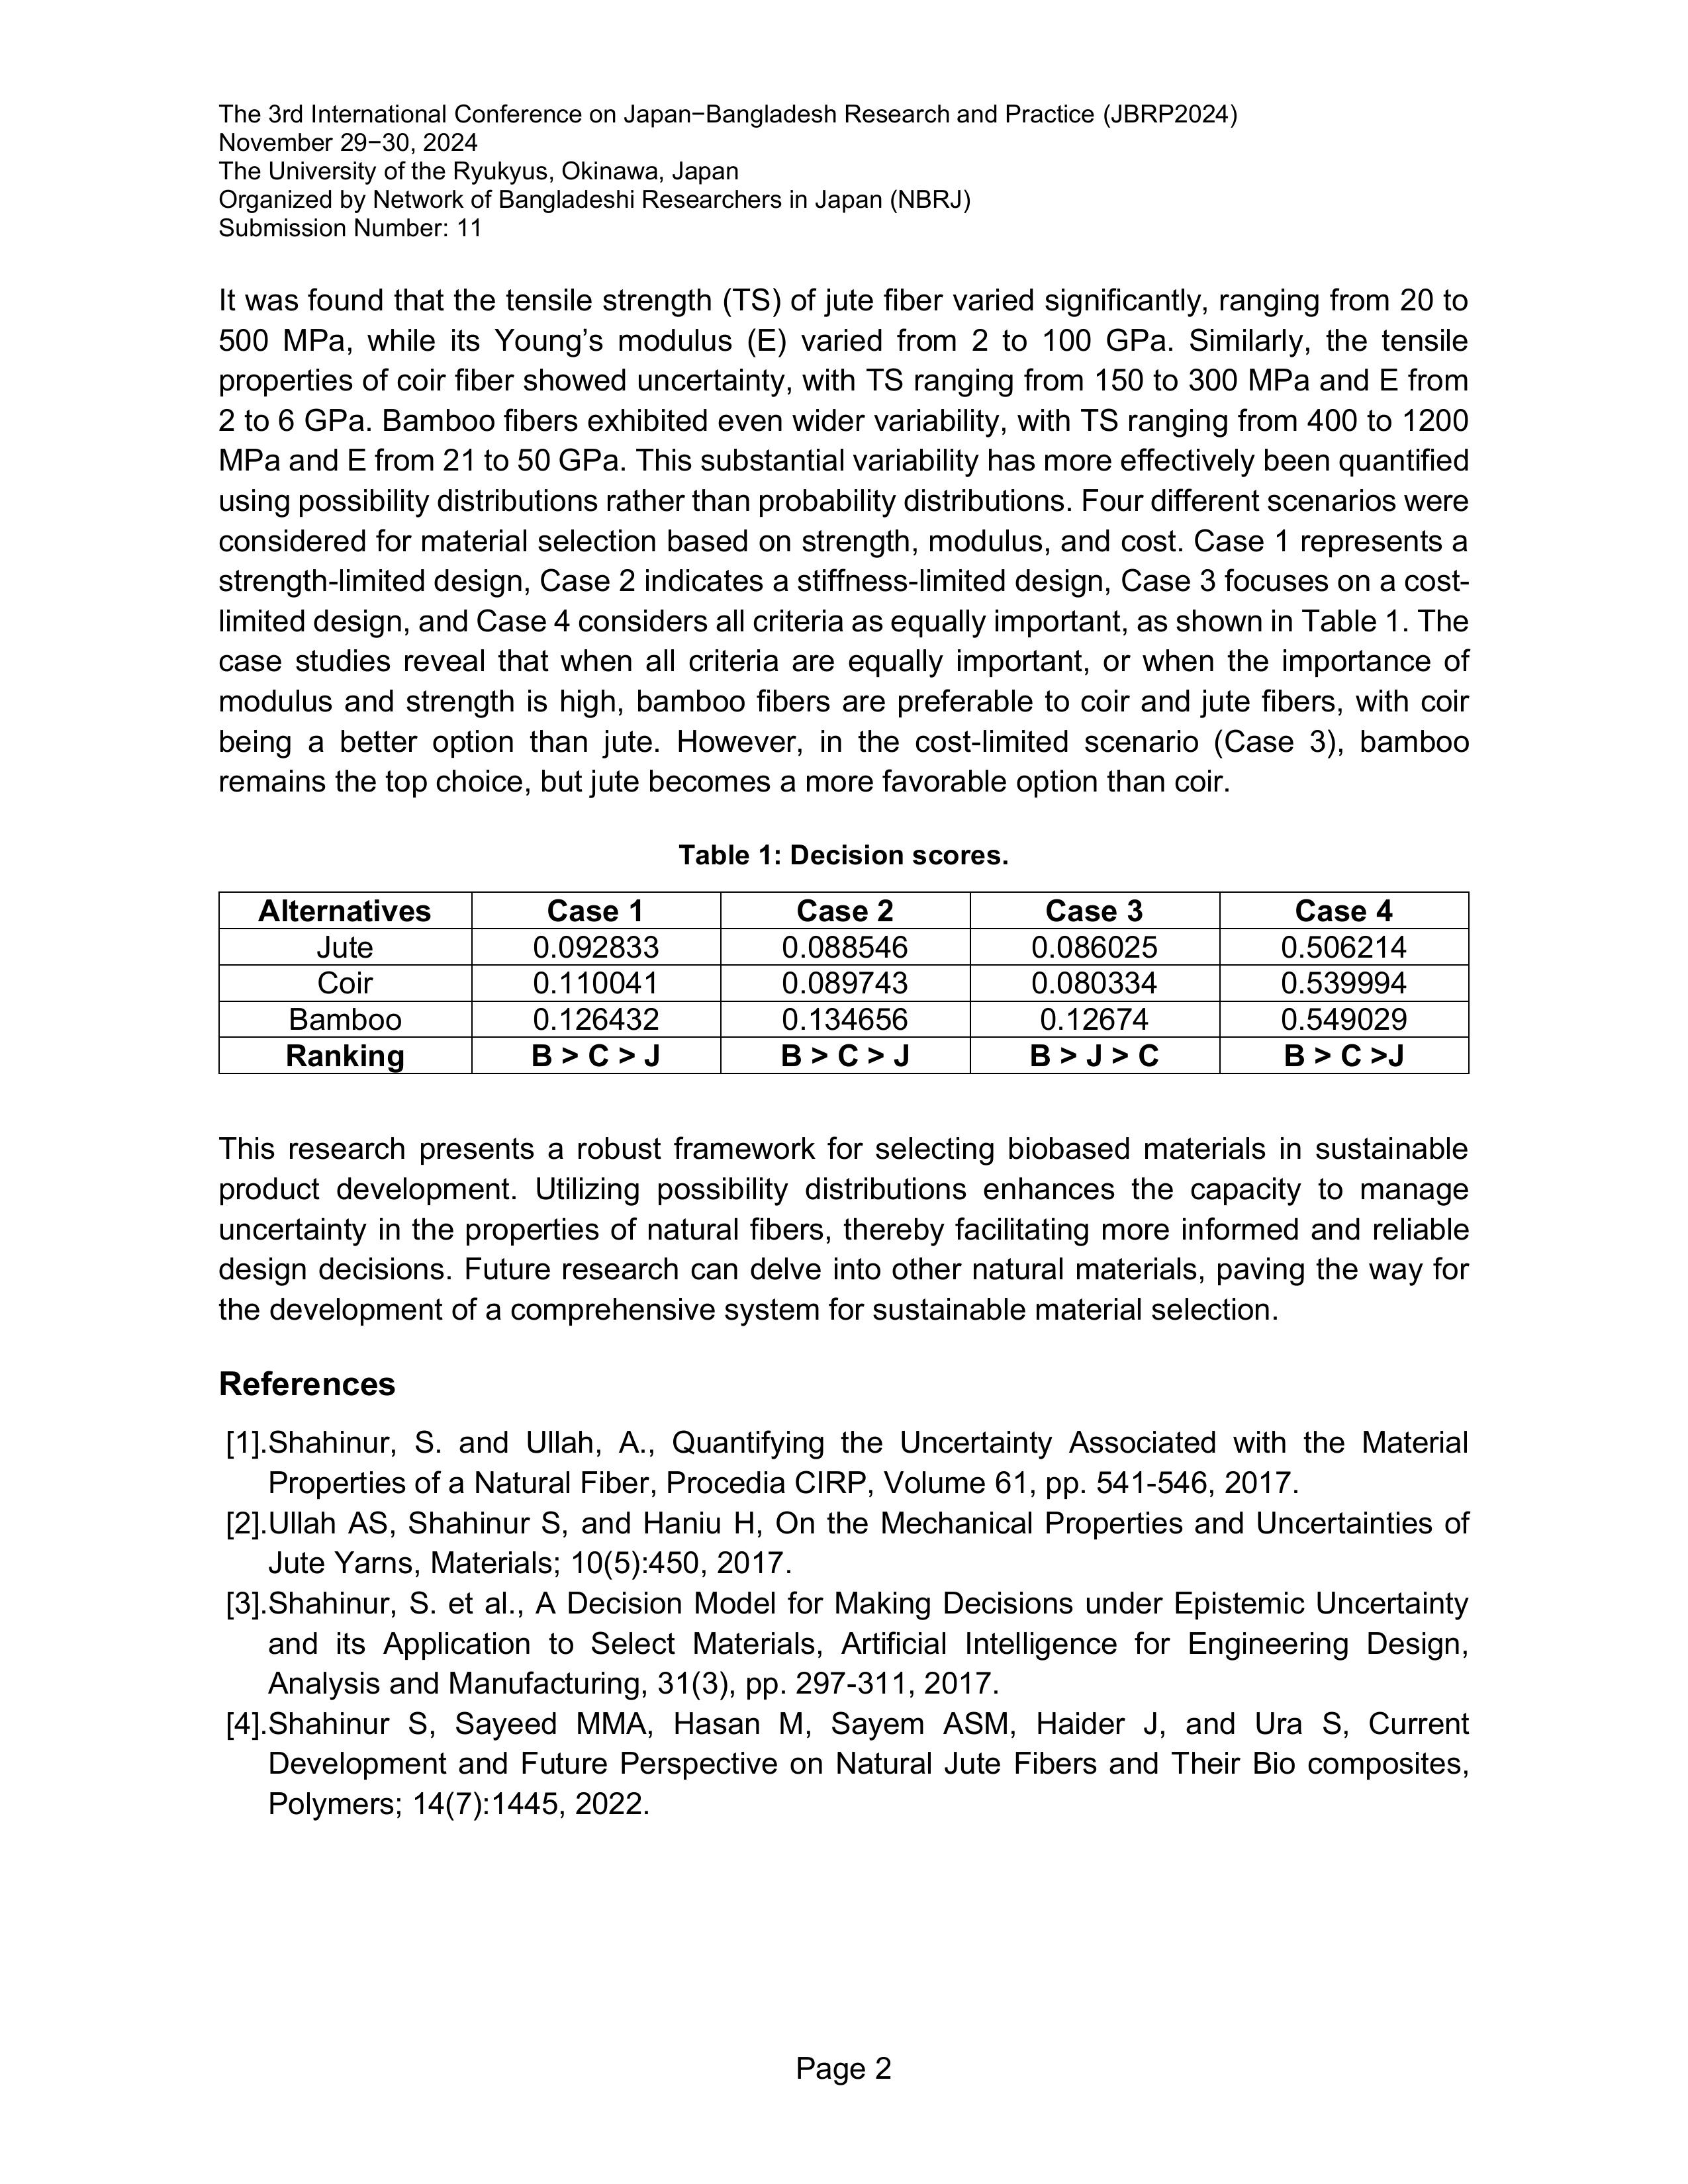 The 3rd International Conference on Japan−Bangladesh Research and Practice (JBRP2024)
November 29−30, 2024
The University of the Ryukyus, Okinawa, Japan
Organized by Network of Bangladeshi Researchers in Japan (NBRJ)
Submission Number: 11
It was found that the tensile strength (TS) of jute fiber varied significantly, ranging from 20 to
500 MPa, while its Young’s modulus (E) varied from 2 to 100 GPa. Similarly, the tensile
properties of coir fiber showed uncertainty, with TS ranging from 150 to 300 MPa and E from
2 to 6 GPa. Bamboo fibers exhibited even wider variability, with TS ranging from 400 to 1200
MPa and E from 21 to 50 GPa. This substantial variability has more effectively been quantified
using possibility distributions rather than probability distributions. Four different scenarios were
considered for material selection based on strength, modulus, and cost. Case 1 represents a
strength-limited design, Case 2 indicates a stiffness-limited design, Case 3 focuses on a cost-
limited design, and Case 4 considers all criteria as equally important, as shown in Table 1. The
case studies reveal that when all criteria are equally important, or when the importance of
modulus and strength is high, bamboo fibers are preferable to coir and jute fibers, with coir
being a better option than jute. However, in the cost-limited scenario (Case 3), bamboo
remains the top choice, but jute becomes a more favorable option than coir.
Table 1: Decision scores.
Alternatives Case 1 Case 2 Case 3 Case 4
Jute 0.092833 0.088546 0.086025 0.506214
Coir 0.110041 0.089743 0.080334 0.539994
Bamboo 0.126432 0.134656 0.12674 0.549029
Ranking B > C > J B > C > J B > J > C B > C >J
This research presents a robust framework for selecting biobased materials in sustainable
product development. Utilizing possibility distributions enhances the capacity to manage
uncertainty in the properties of natural fibers, thereby facilitating more informed and reliable
design decisions. Future research can delve into other natural materials, paving the way for
the development of a comprehensive system for sustainable material selection.
References
[1].Shahinur, S. and Ullah, A., Quantifying the Uncertainty Associated with the Material
Properties of a Natural Fiber, Procedia CIRP, Volume 61, pp. 541-546, 2017.
[2].Ullah AS, Shahinur S, and Haniu H, On the Mechanical Properties and Uncertainties of
Jute Yarns, Materials; 10(5):450, 2017.
[3].Shahinur, S. et al., A Decision Model for Making Decisions under Epistemic Uncertainty
and its Application to Select Materials, Artificial Intelligence for Engineering Design,
Analysis and Manufacturing, 31(3), pp. 297-311, 2017.
[4].Shahinur S, Sayeed MMA, Hasan M, Sayem ASM, Haider J, and Ura S, Current
Development and Future Perspective on Natural Jute Fibers and Their Bio composites,
Polymers; 14(7):1445, 2022.
Page 2